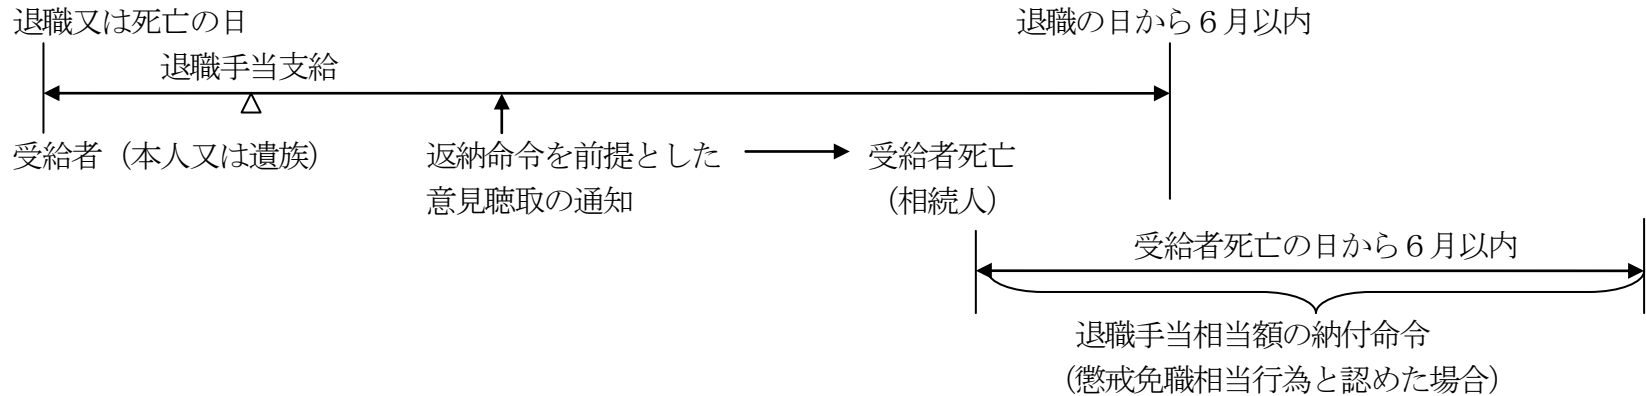 退職又は死亡の日
退職の日から６月以内
退職手当支給
受給者（本人又は遺族）
返納命令を前提とした
意見聴取の通知
受給者死亡
（相続人）
受給者死亡の日から６月以内
退職手当相当額の納付命令
（懲戒免職相当行為と認めた場合）